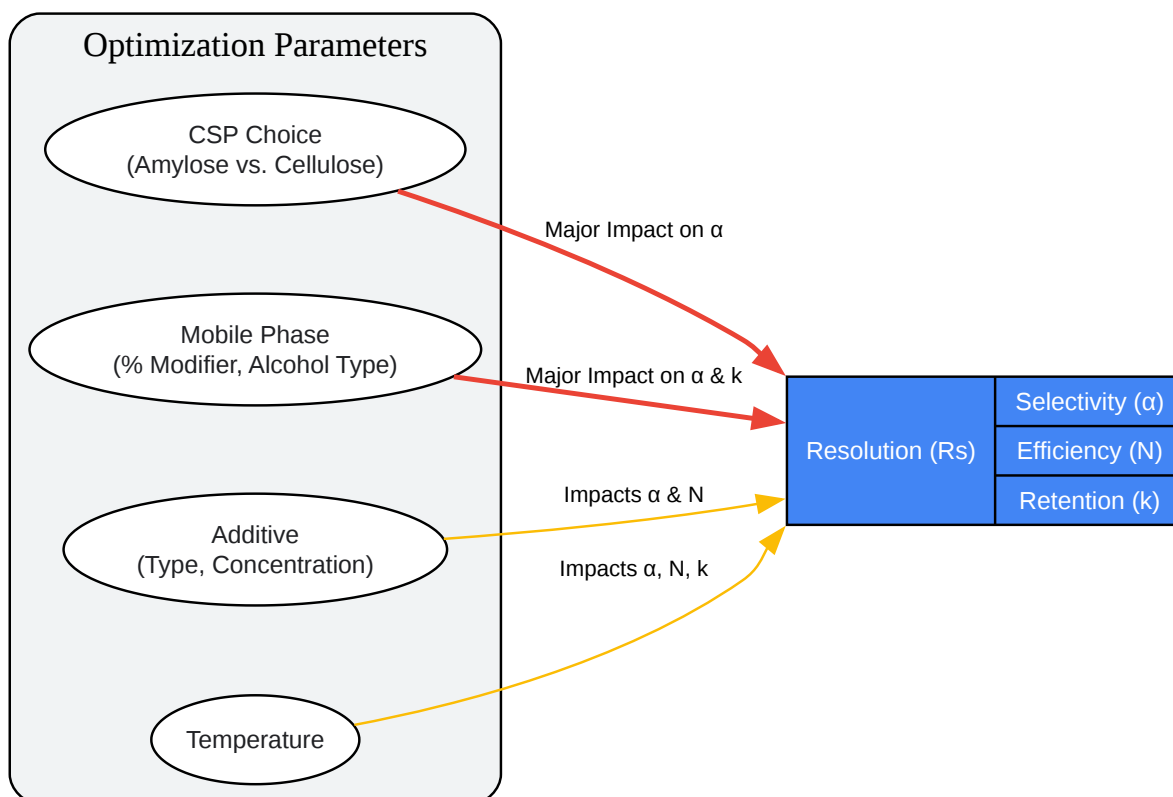 Optimization Parameters
CSP Choice
(Amylose vs. Cellulose)
Major Impact on α
Mobile Phase
(% Modifier, Alcohol Type)
Major Impact on α & k
Resolution (Rs)
Selectivity (α)
Efficiency (N)
Retention (k)
Impacts α & N
Additive
(Type, Concentration)
Impacts α, N, k
Temperature